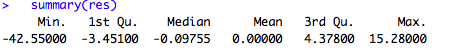 > summary(res)
Min. 1st Qu. Median Mean 3rd Qu. Max.
-42.55000 -3.45100 -0.09755 0.00000 4.37800 15.28000